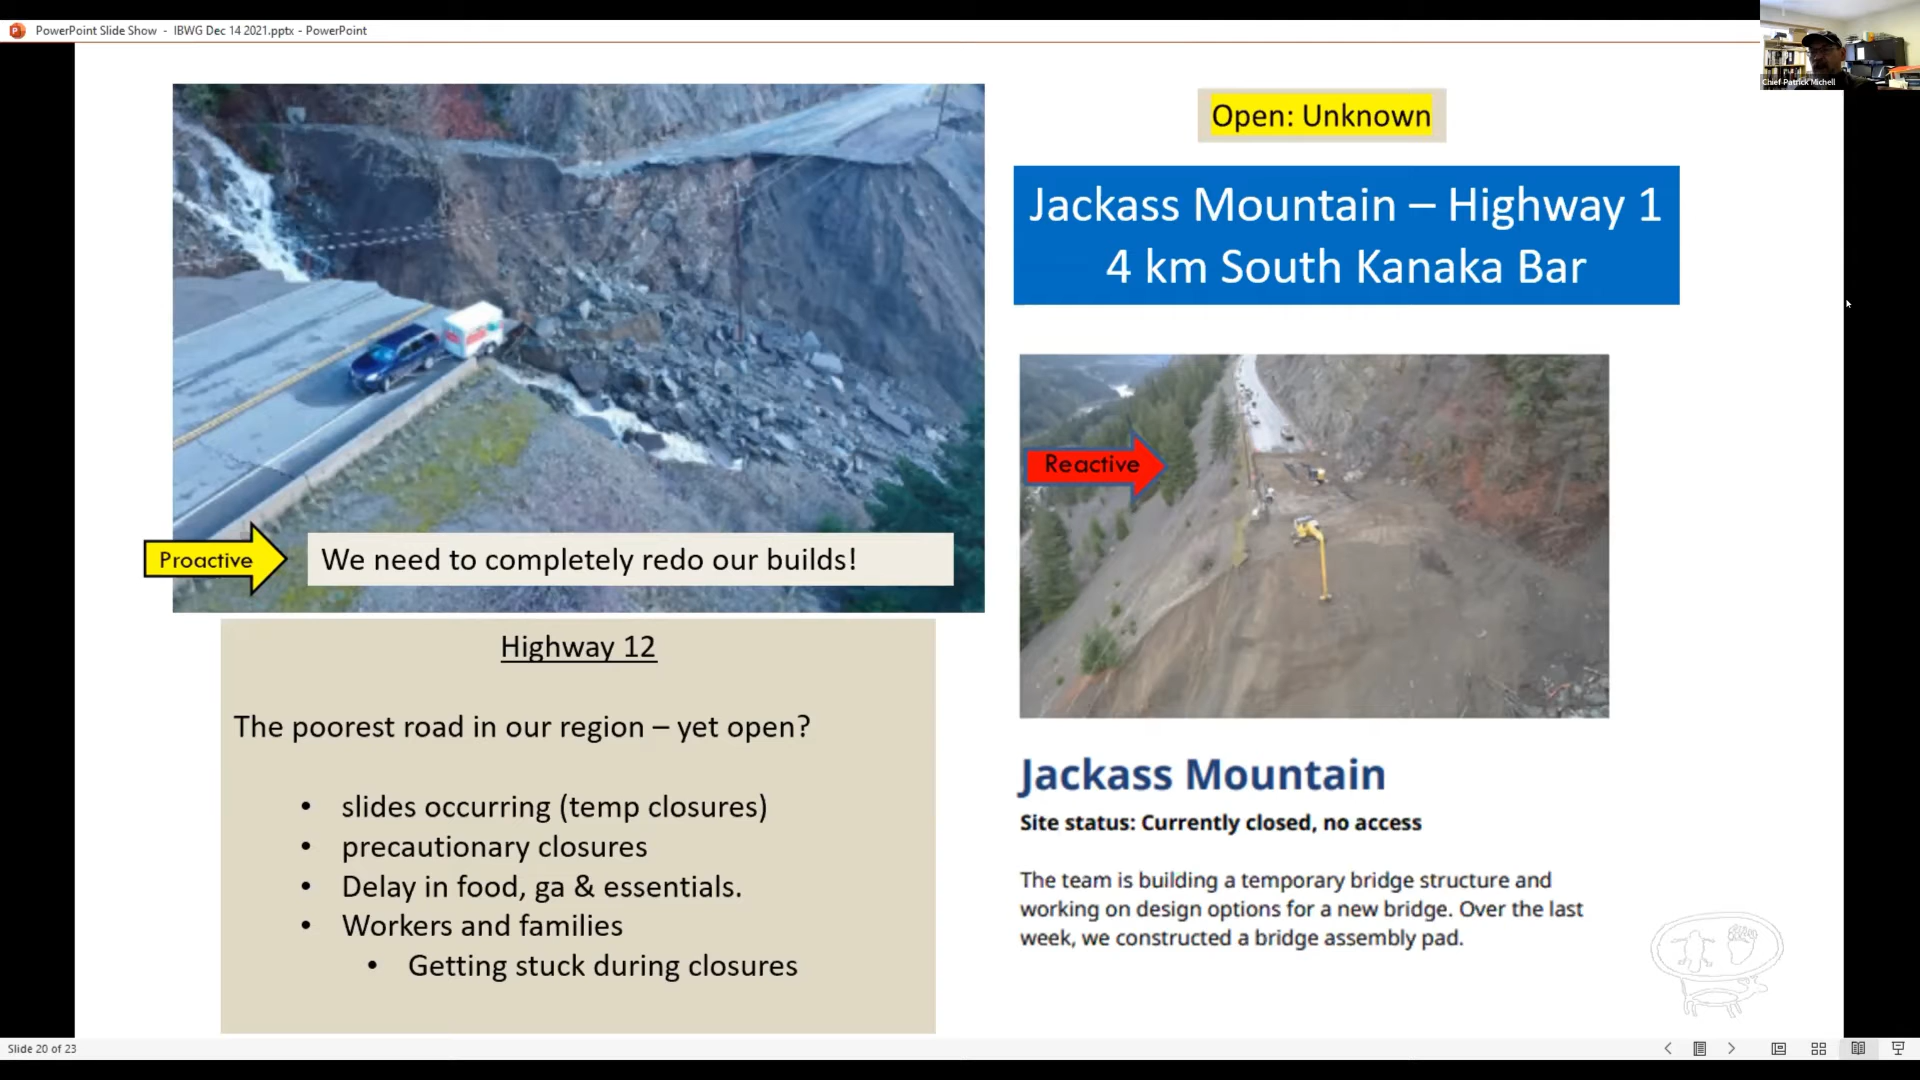 PowerPoint Slide Show - IBWG Dec 14 2021.pptx - PowerPoint
Chief Patrick Michell
Open: Unknown
Jackass Mountain – Highway 1
4 km South Kanaka Bar
Reactive
Proactive
We need to completely redo our builds!
Highway 12
The poorest road in our region – yet open?
• slides occurring (temp closures)
• precautionary closures
• Delay in food, ga & essentials.
• Workers and families
• Getting stuck during closures
Jackass Mountain
Site status: Currently closed, no access
The team is building a temporary bridge structure and
working on design options for a new bridge. Over the last
week, we constructed a bridge assembly pad.
Slide 20 of 23